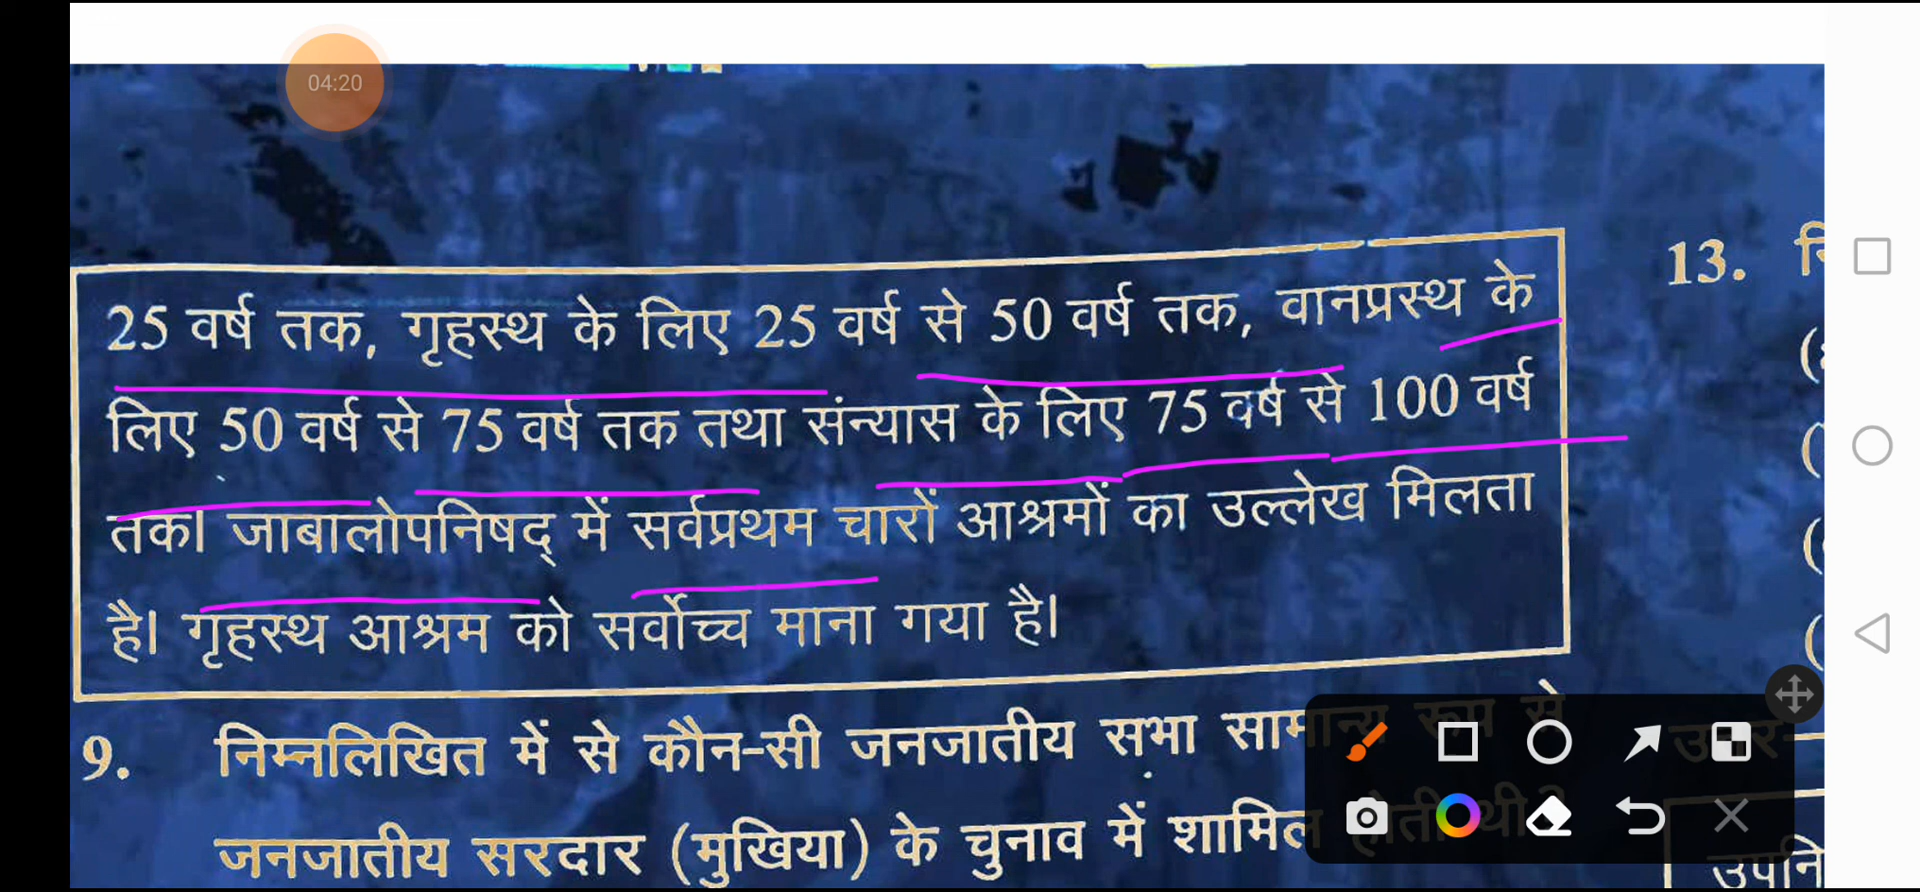 04:20
25 वर्ष तक, गृहस्थ के लिए 25 वर्ष से 50 वर्ष तक, वानप्रस्थ के
लिए 50 वर्ष से 75 वर्ष तक तथा संन्यास के लिए 75 वर्ष से 100 वर्ष
तक। जाबालोपनिषद् में सर्वप्रथम चारों आश्रमों का उल्लेख मिलता
है। गृहस्थ आश्रम को सर्वोच्च माना गया है।
9. निम्नलिखित में से कौन-सी जनजातीय सभा सामान्य रूप से
जनजातीय सरदार (मुखिया) के चुनाव में शामिल होती थी?
13.
उत्तर-